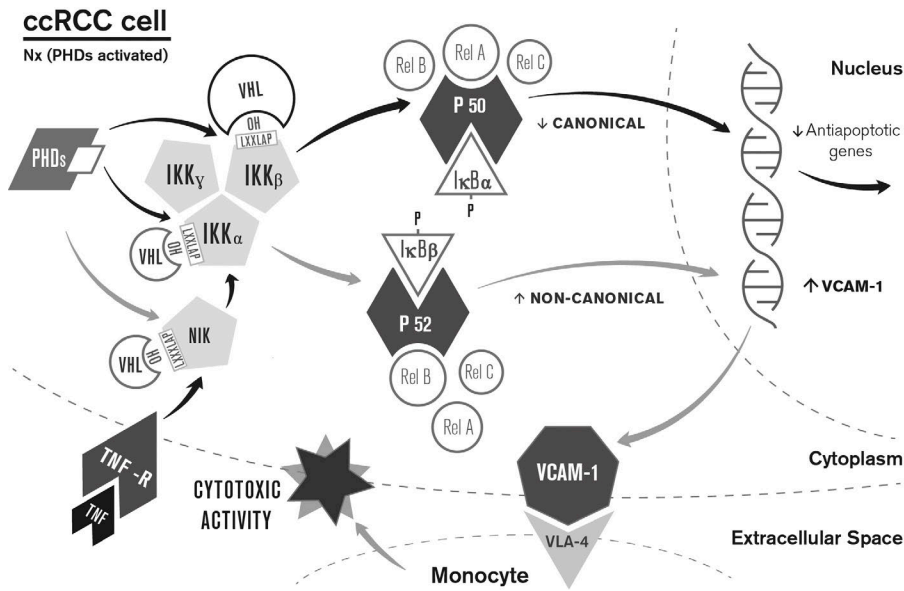 ccRCC cell
Nx (PHDs activated)
VHL
OH
LXXLAP
PHDs
IKKγ
IKKβ
IKKα
LXXLAP
OH
VHL
NIK
LXXXLAP
OH
VHL
TNF-R
TNF
Rel B
Rel A
Rel C
P 50
IκBα
P
↓ CANONICAL
P
IκBβ
P 52
↑ NON-CANONICAL
Rel B
Rel C
Rel A
Nucleus
↓ Antiapoptotic
genes
↑ VCAM-1
Cytoplasm
VCAM-1
VLA-4
Extracellular Space
CYTOTOXIC
ACTIVITY
Monocyte